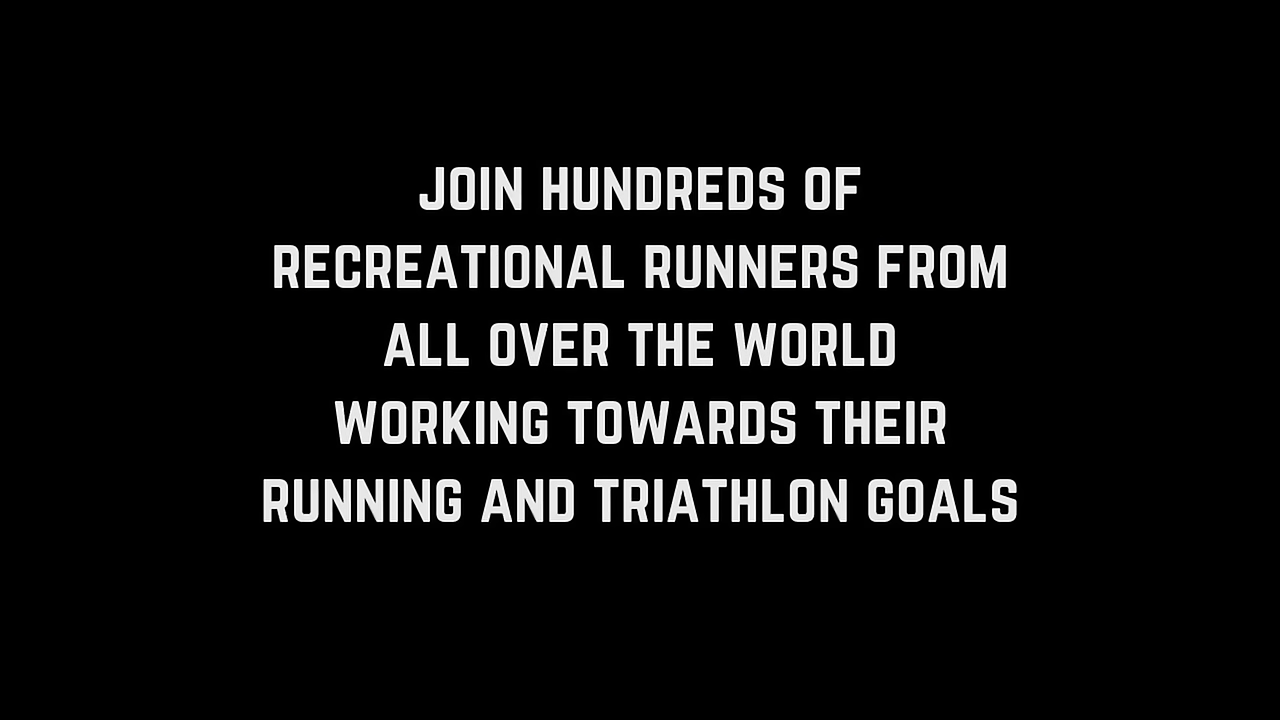 JOIN HUNDREDS OF
RECREATIONAL RUNNERS FROM
ALL OVER THE WORLD
WORKING TOWARDS THEIR
RUNNING AND TRIATHLON GOALS